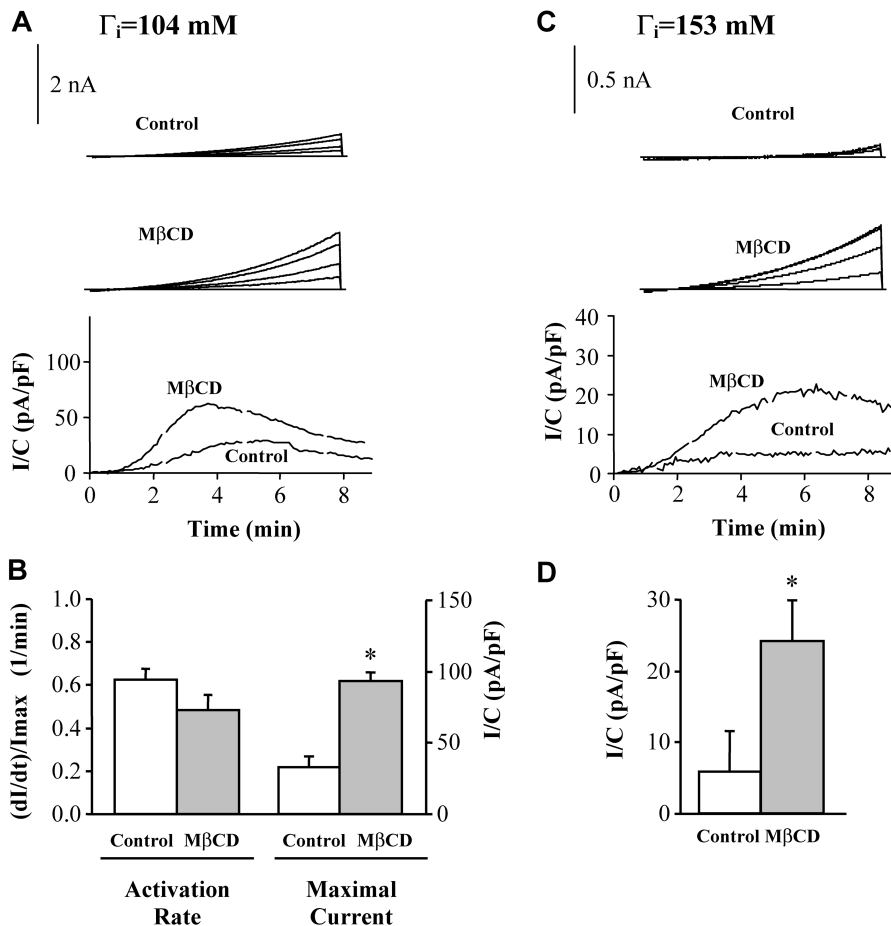 A
Γi=104 mM
2 nA
Control
MβCD
100
50
0
I/C (pA/pF)
MβCD
Control
0 2 4 6 8
Time (min)
C
Γi=153 mM
0.5 nA
Control
MβCD
40
30
20
10
0
I/C (pA/pF)
MβCD
Control
0 2 4 6 8
Time (min)
B
(dI/dt)/Imax (1/min)
1.0
0.8
0.6
0.4
0.2
0.0
*
150
100
50
0
I/C (pA/pF)
Control MβCD Control MβCD
Activation
Rate
Maximal
Current
D
I/C (pA/pF)
30
20
10
0
*
Control MβCD